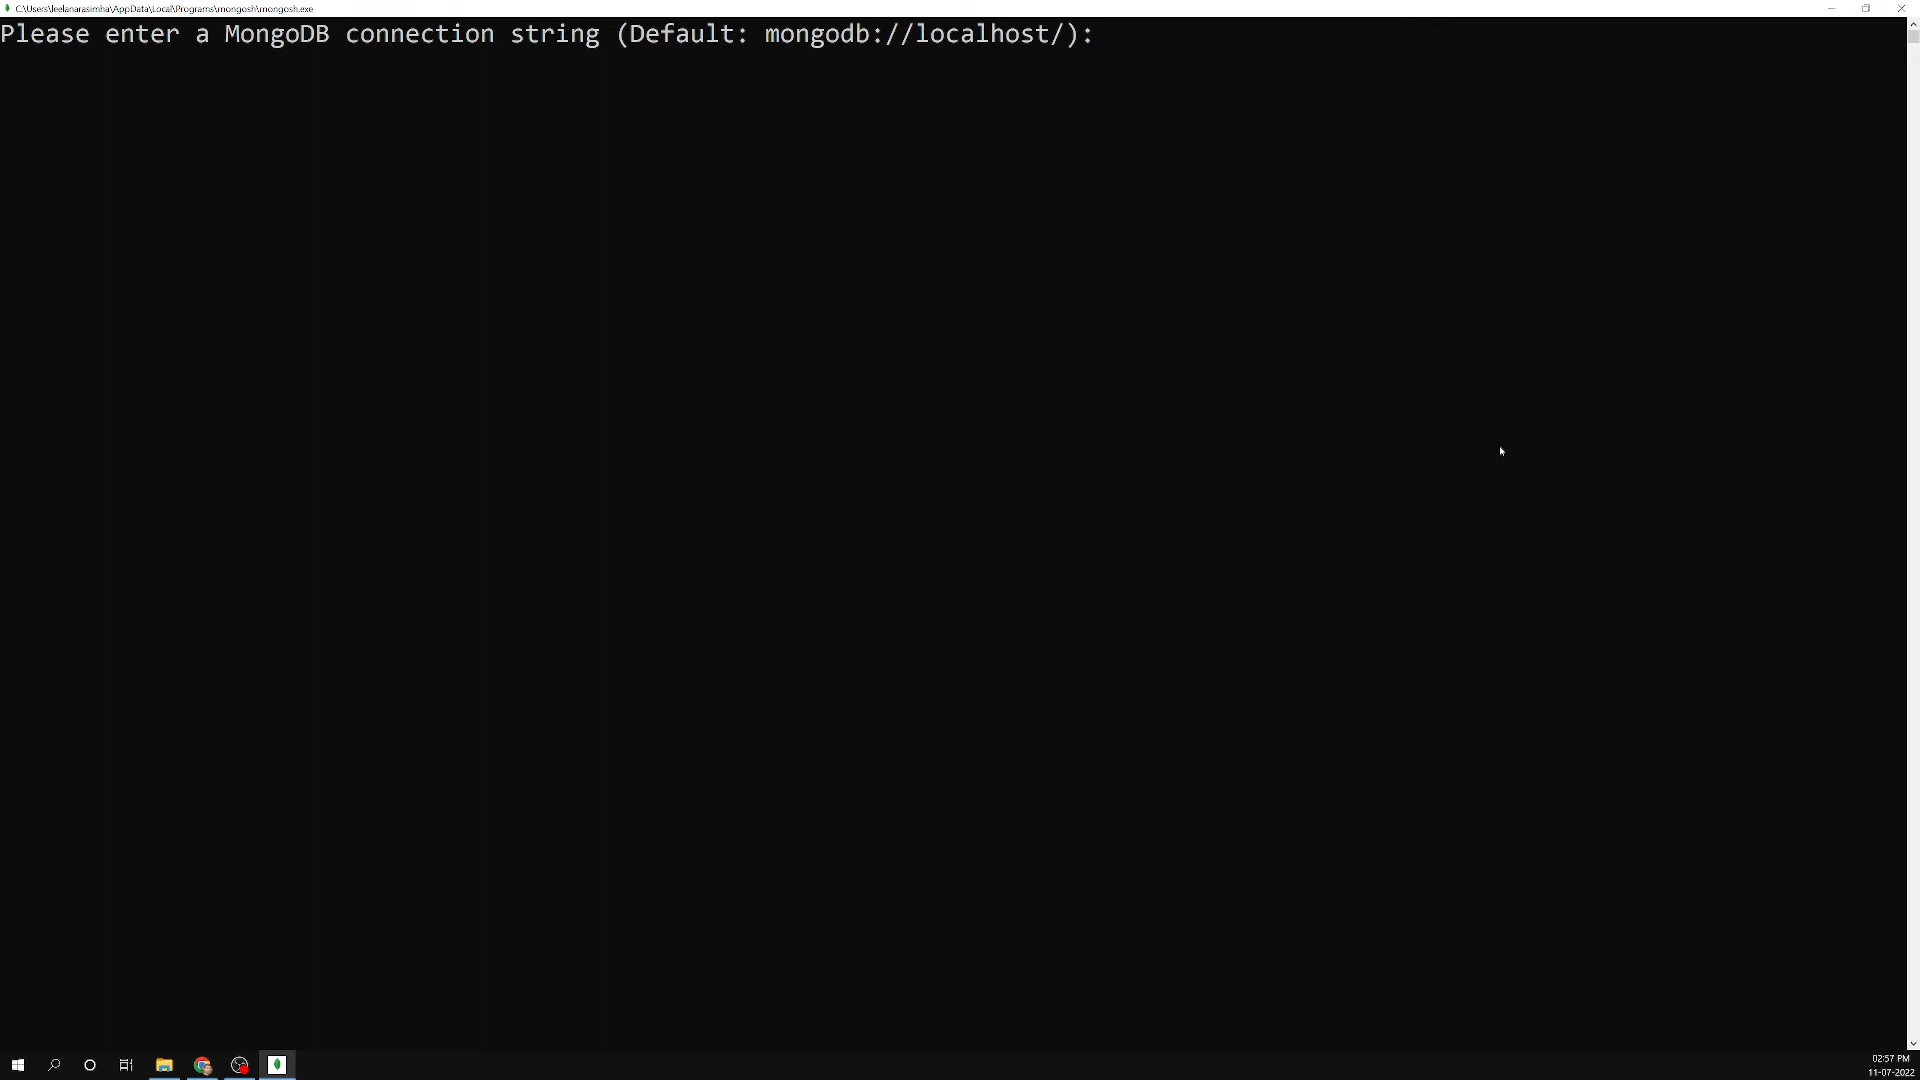 C:\Users\leelanarasimha\AppData\Local\Programs\mongosh\mongosh.exe
Please enter a MongoDB connection string (Default: mongodb://localhost/):
02:57 PM
11-07-2022